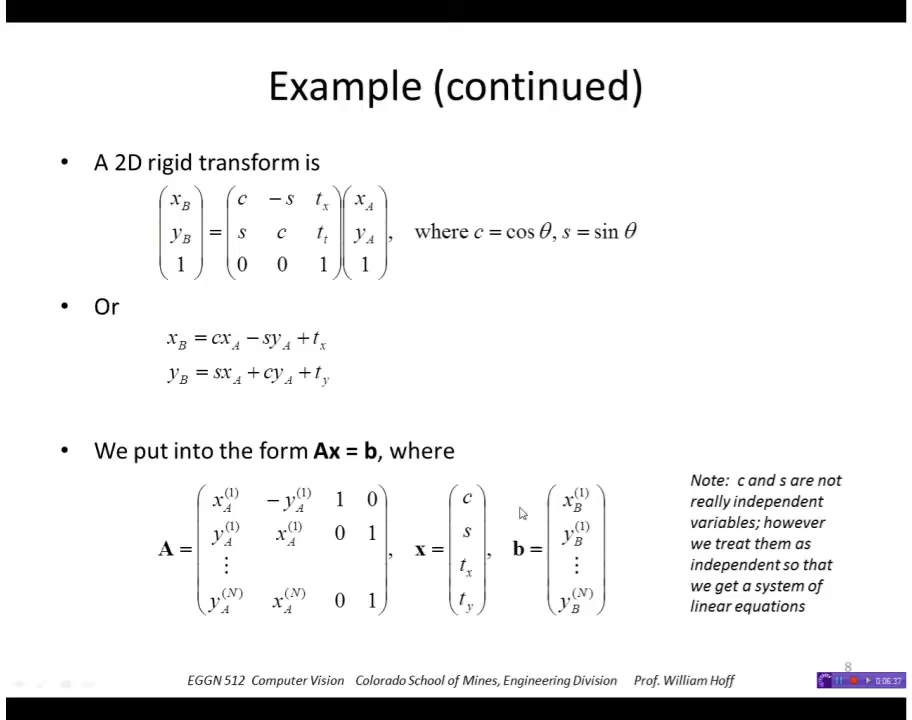 Example (continued)
• A 2D rigid transform is
( x_B ) ( c −s t_x ) ( x_A )
( y_B ) = ( s c t_t ) ( y_A ) , where c = cos θ, s = sin θ
( 1 ) ( 0 0 1 ) ( 1 )
• Or
x_B = cx_A − sy_A + t_x
y_B = sx_A + cy_A + t_y
• We put into the form Ax = b, where
A = ( x_A^(1) −y_A^(1) 1 0 ; y_A^(1) x_A^(1) 0 1 ; ⋮ ; y_A^(N) x_A^(N) 0 1 ), x = ( c ; s ; t_x ; t_y ), b = ( x_B^(1) ; y_B^(1) ; ⋮ ; y_B^(N) )
Note: c and s are not
really independent
variables; however
we treat them as
independent so that
we get a system of
linear equations
8
EGGN 512 Computer Vision Colorado School of Mines, Engineering Division Prof. William Hoff
0:06:37